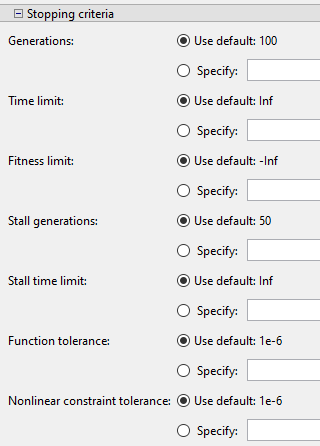 Stopping criteria
Generations: Use default: 100
Specify:
Time limit: Use default: Inf
Specify:
Fitness limit: Use default: -Inf
Specify:
Stall generations: Use default: 50
Specify:
Stall time limit: Use default: Inf
Specify:
Function tolerance: Use default: 1e-6
Specify:
Nonlinear constraint tolerance: Use default: 1e-6
Specify: